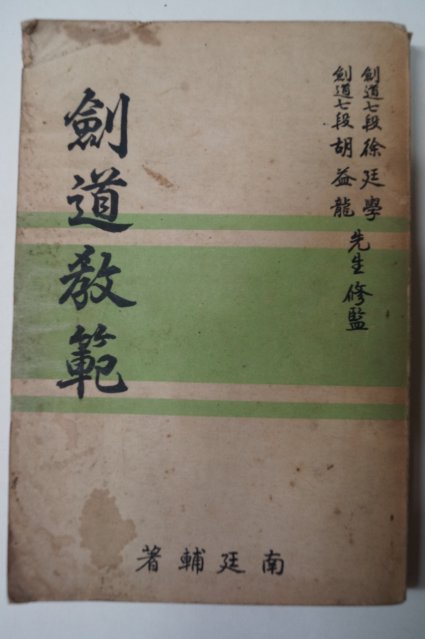 劍道七段 徐廷學
劍道七段 胡益龍
先生 修監
劍道敎範
南廷輔 著